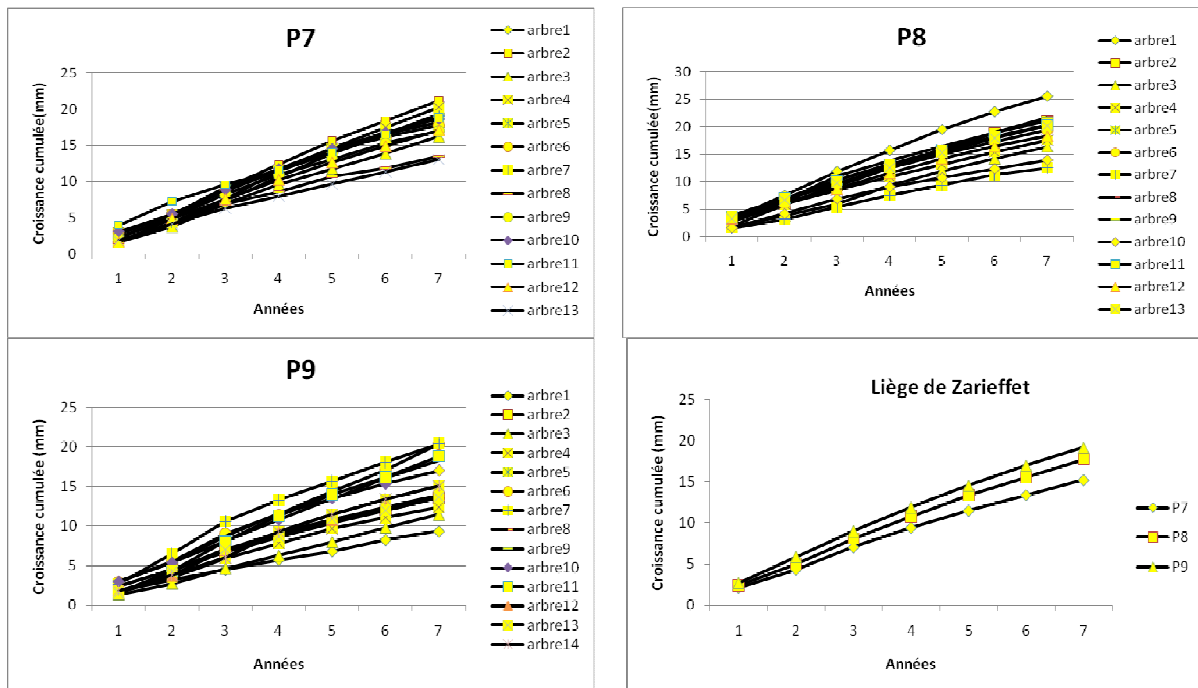 P7
Croissance cumulée(mm)
25
20
15
10
5
0
1 2 3 4 5 6 7
Années
arbre1
arbre2
arbre3
arbre4
arbre5
arbre6
arbre7
arbre8
arbre9
arbre10
arbre11
arbre12
arbre13
P8
Croissance cumulée (mm)
30
25
20
15
10
5
0
1 2 3 4 5 6 7
Années
arbre1
arbre2
arbre3
arbre4
arbre5
arbre6
arbre7
arbre8
arbre9
arbre10
arbre11
arbre12
arbre13
P9
Croissance cumulée (mm)
25
20
15
10
5
0
1 2 3 4 5 6 7
Années
arbre1
arbre2
arbre3
arbre4
arbre5
arbre6
arbre7
arbre8
arbre9
arbre10
arbre11
arbre12
arbre13
arbre14
Liège de Zarieffet
Croissance cumulée (mm)
25
20
15
10
5
0
1 2 3 4 5 6 7
Années
P7
P8
P9